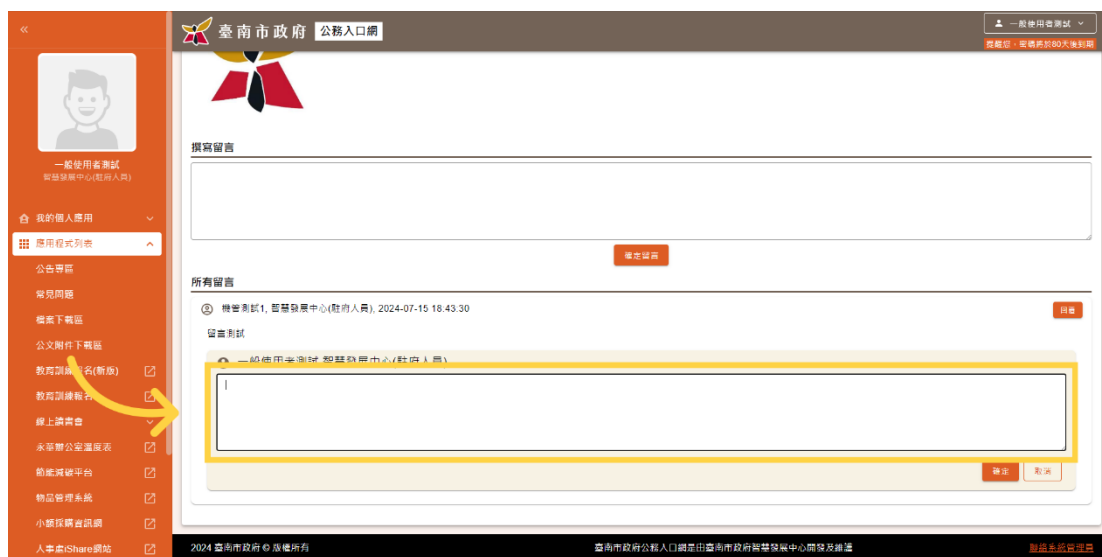 «
臺南市政府 公務入口網
一般使用者測試
提醒您，密碼將於80天後到期
一般使用者測試
智慧發展中心(駐府人員)
我的個人應用
應用程式列表
公告專區
常見問題
檔案下載區
公文附件下載區
教育訓練報名(新版)
教育訓練報名
線上讀書會
永華辦公室溫度表
節能減碳平台
物品管理系統
小額採購資訊網
人事處iShare網站
撰寫留言
確定留言
所有留言
機管測試1, 智慧發展中心(駐府人員), 2024-07-15 18:43:30
回覆
留言測試
一般使用者測試 智慧發展中心(駐府人員)
確定
取消
2024 臺南市政府 © 版權所有
臺南市政府公務入口網是由臺南市政府智慧發展中心開發及維護
聯絡系統管理員